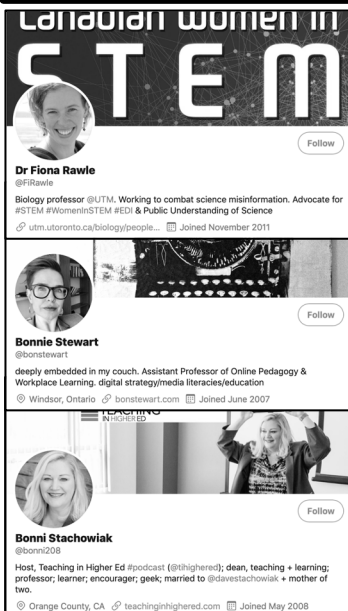 Canadian Women in
STEM
Follow
Dr Fiona Rawle
@FiRawle
Biology professor @UTM. Working to combat science misinformation. Advocate for
#STEM #WomenInSTEM #EDI & Public Understanding of Science
utm.utoronto.ca/biology/people... Joined November 2011
Follow
Bonnie Stewart
@bonstewart
deeply embedded in my couch. Assistant Professor of Online Pedagogy &
Workplace Learning. digital strategy/media literacies/education
Windsor, Ontario bonstewart.com Joined June 2007
TEACHING
IN HIGHER ED
Follow
Bonni Stachowiak
@bonni208
Host, Teaching in Higher Ed #podcast (@tihighered); dean, teaching + learning;
professor; learner; encourager; geek; married to @davestachowiak + mother of
two.
Orange County, CA teachinginhighered.com Joined May 2008